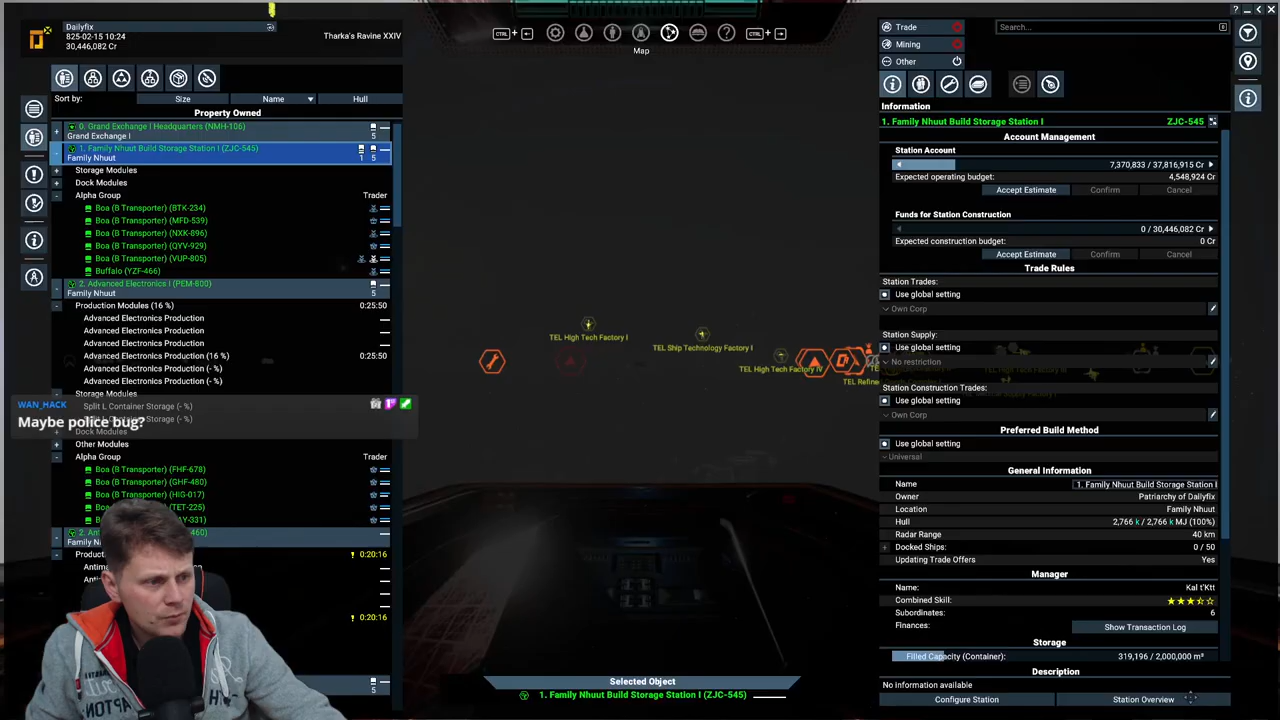 Dailyfix
825-02-15 10:24
30,446,082 Cr
Tharka's Ravine XXIV
Sort by:
Size
Name
Hull
Property Owned
0. Grand Exchange I Headquarters (NMH-106)
Grand Exchange I
5
1. Family Nhuut Build Storage Station I (ZJC-545)
Family Nhuut
1 5
+ Storage Modules
+ Dock Modules
- Alpha Group
Trader
Boa (B Transporter) (BTK-234)
Boa (B Transporter) (MFD-539)
Boa (B Transporter) (NXK-896)
Boa (B Transporter) (QYV-929)
Boa (B Transporter) (VUP-805)
Buffalo (YZF-466)
2. Advanced Electronics I (PEM-800)
Family Nhuut
5
- Production Modules (16 %)
0:25:50
Advanced Electronics Production
Advanced Electronics Production
Advanced Electronics Production
Advanced Electronics Production (16 %)
0:25:50
Advanced Electronics Production (- %)
Advanced Electronics Production (- %)
- Storage Modules
Split L Container Storage (- %)
WAN_HACK
Maybe police bug?
+ Dock Modules
+ Other Modules
- Alpha Group
Trader
Boa (B Transporter) (FHF-678)
Boa (B Transporter) (GHF-480)
Boa (B Transporter) (HIG-017)
Boa (B Transporter) (TET-225)
0:20:16
0:20:16
5
CTRL + ←
CTRL + →
Map
TEL High Tech Factory I
TEL Ship Technology Factory I
TEL High Tech Factory IV
Selected Object
1. Family Nhuut Build Storage Station I (ZJC-545)
Trade
Mining
Other
Search...
Information
1. Family Nhuut Build Storage Station I
ZJC-545
Account Management
Station Account
7,370,833 / 37,816,915 Cr
Expected operating budget:
4,548,924 Cr
Accept Estimate
Confirm
Cancel
Funds for Station Construction
0 / 30,446,082 Cr
Expected construction budget:
0 Cr
Accept Estimate
Confirm
Cancel
Trade Rules
Station Trades:
Use global setting
Own Corp
Station Supply:
Use global setting
No restriction
Station Construction Trades:
Use global setting
Own Corp
Preferred Build Method
Use global setting
Universal
General Information
Name
1. Family Nhuut Build Storage Station I
Owner
Patriarchy of Dailyfix
Location
Family Nhuut
Hull
2,766 k / 2,766 k MJ (100%)
Radar Range
40 km
+ Docked Ships:
0 / 50
Updating Trade Offers
Yes
Manager
Name:
Kal t'Ktt
Combined Skill:
Subordinates:
6
Finances:
Show Transaction Log
Storage
Filled Capacity (Container):
319,196 / 2,000,000 m³
Description
No information available
Configure Station
Station Overview